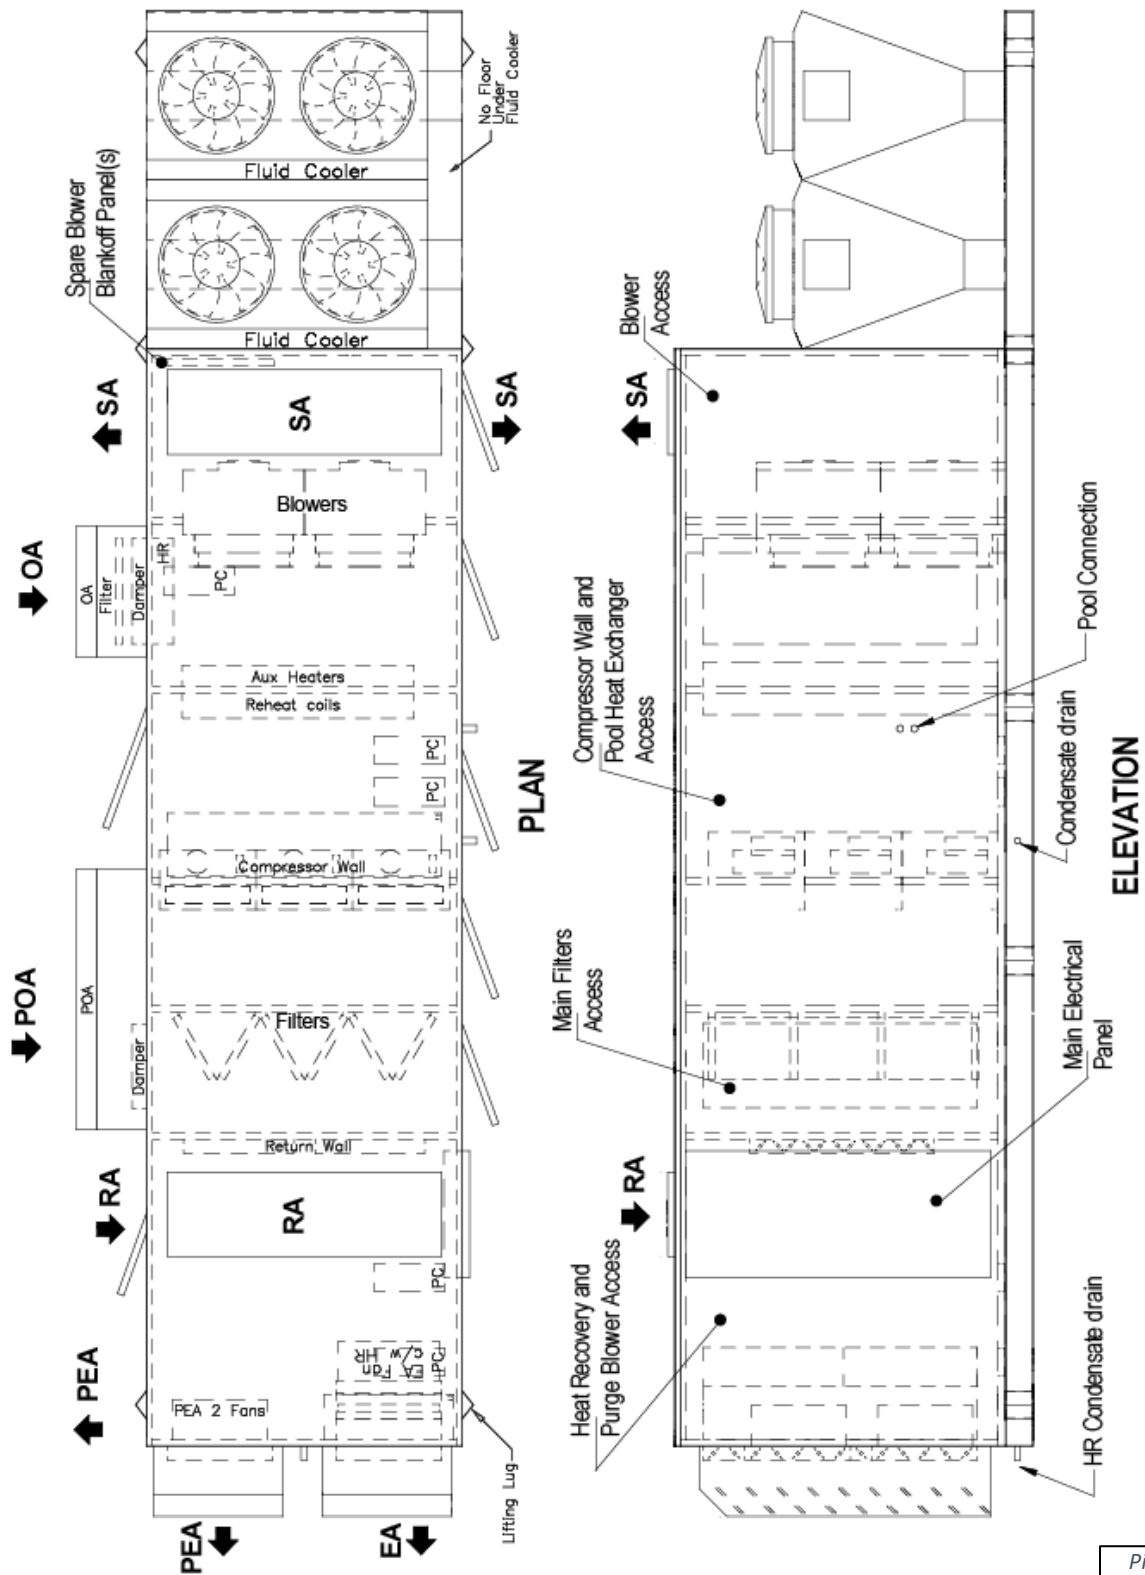 PLAN
PEA
PEA
EA
RA
RA
POA
POA
OA
OA
Filter
Damper
HR
PC
SA
SA
SA
Spare Blower
Blankoff Panel(s)
Fluid Cooler
Fluid Cooler
No Floor
Under
Fluid Cooler
Blowers
Aux Heaters
Reheat coils
PC
PC
Compressor Wall
Filters
Damper
Return Wall
PC
EA Fan
c/w HR
PC
PEA 2 Fans
Lifting Lug
ELEVATION
Heat Recovery and
Purge Blower Access
RA
Main Filters
Access
Compressor Wall and
Pool Heat Exchanger
Access
Blower
Access
SA
HR Condensate drain
Main Electrical
Panel
Condensate drain
Pool Connection